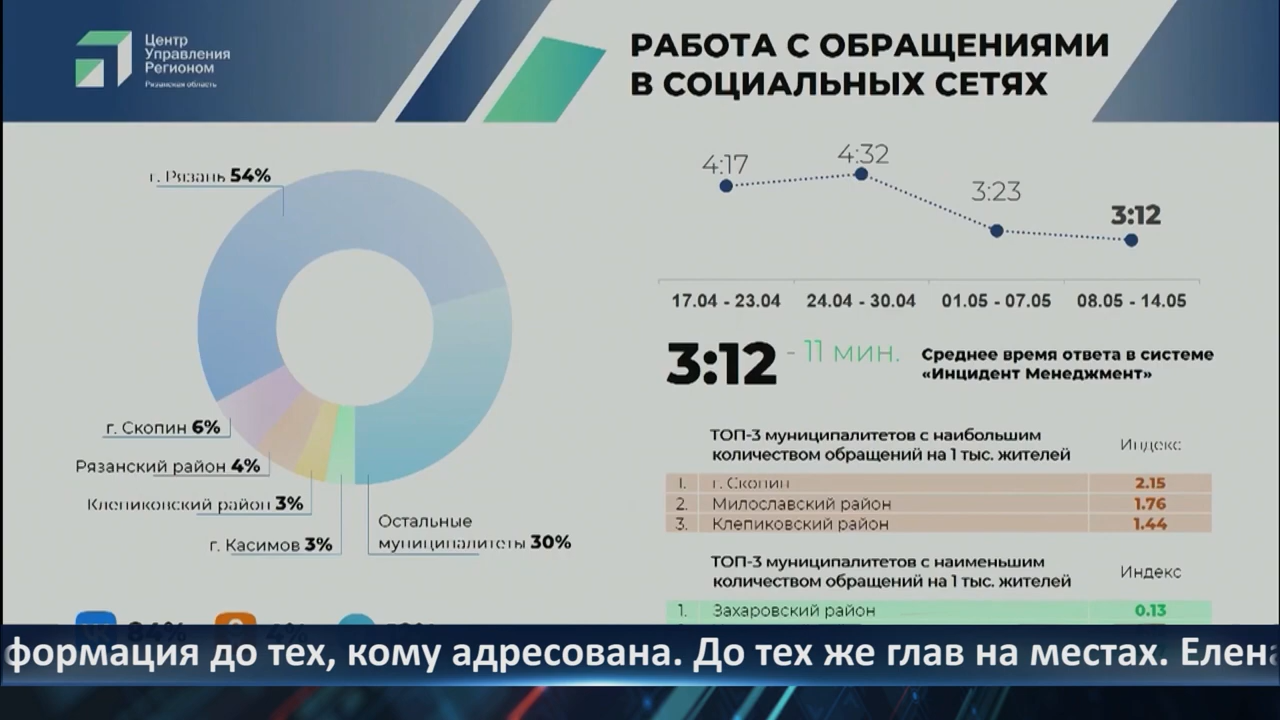 Центр
Управления
Регионом
Рязанская область
РАБОТА С ОБРАЩЕНИЯМИ
В СОЦИАЛЬНЫХ СЕТЯХ
г. Рязань 54%
г. Скопин 6%
Рязанский район 4%
Клепиковский район 3%
г. Касимов 3%
Остальные
муниципалитеты 30%
4:17
4:32
3:23
3:12
17.04 - 23.04
24.04 - 30.04
01.05 - 07.05
08.05 - 14.05
3:12 - 11 мин.
Среднее время ответа в системе
«Инцидент Менеджмент»
ТОП-3 муниципалитетов с наибольшим
количеством обращений на 1 тыс. жителей
Индекс
1. г. Скопин 2.15
2. Милославский район 1.76
3. Клепиковский район 1.44
ТОП-3 муниципалитетов с наименьшим
количеством обращений на 1 тыс. жителей
Индекс
1. Захаровский район 0.13
84% 4%
формация до тех, кому адресована. До тех же глав на местах. Елена